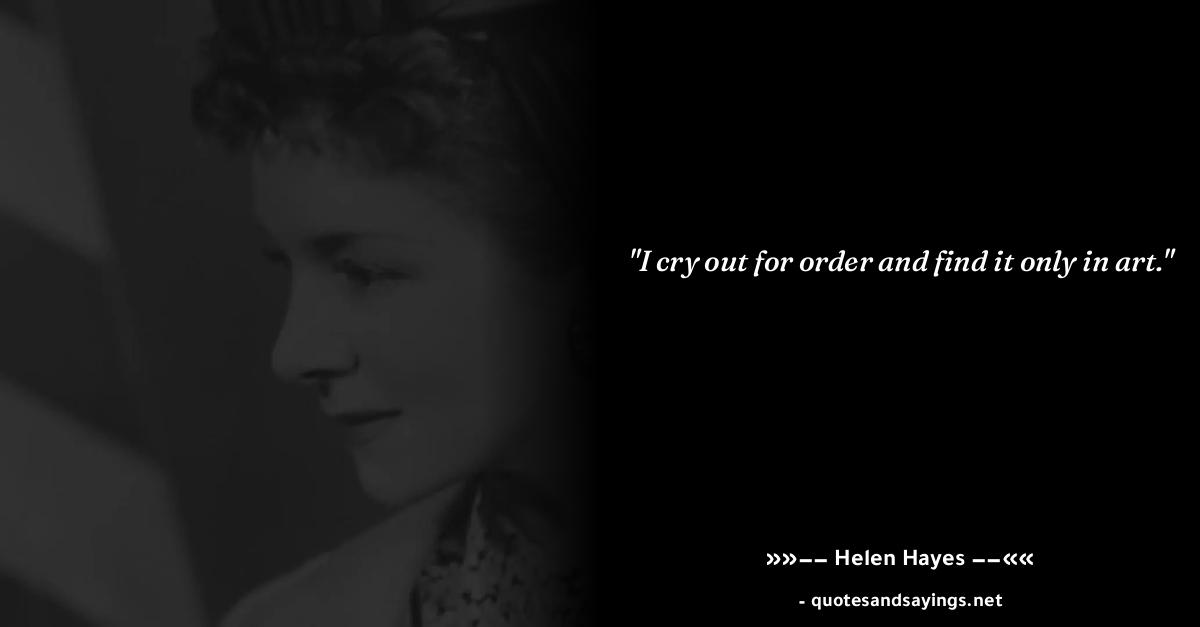 "I cry out for order and find it only in art."
»»–– Helen Hayes ––««
- quotesandsayings.net